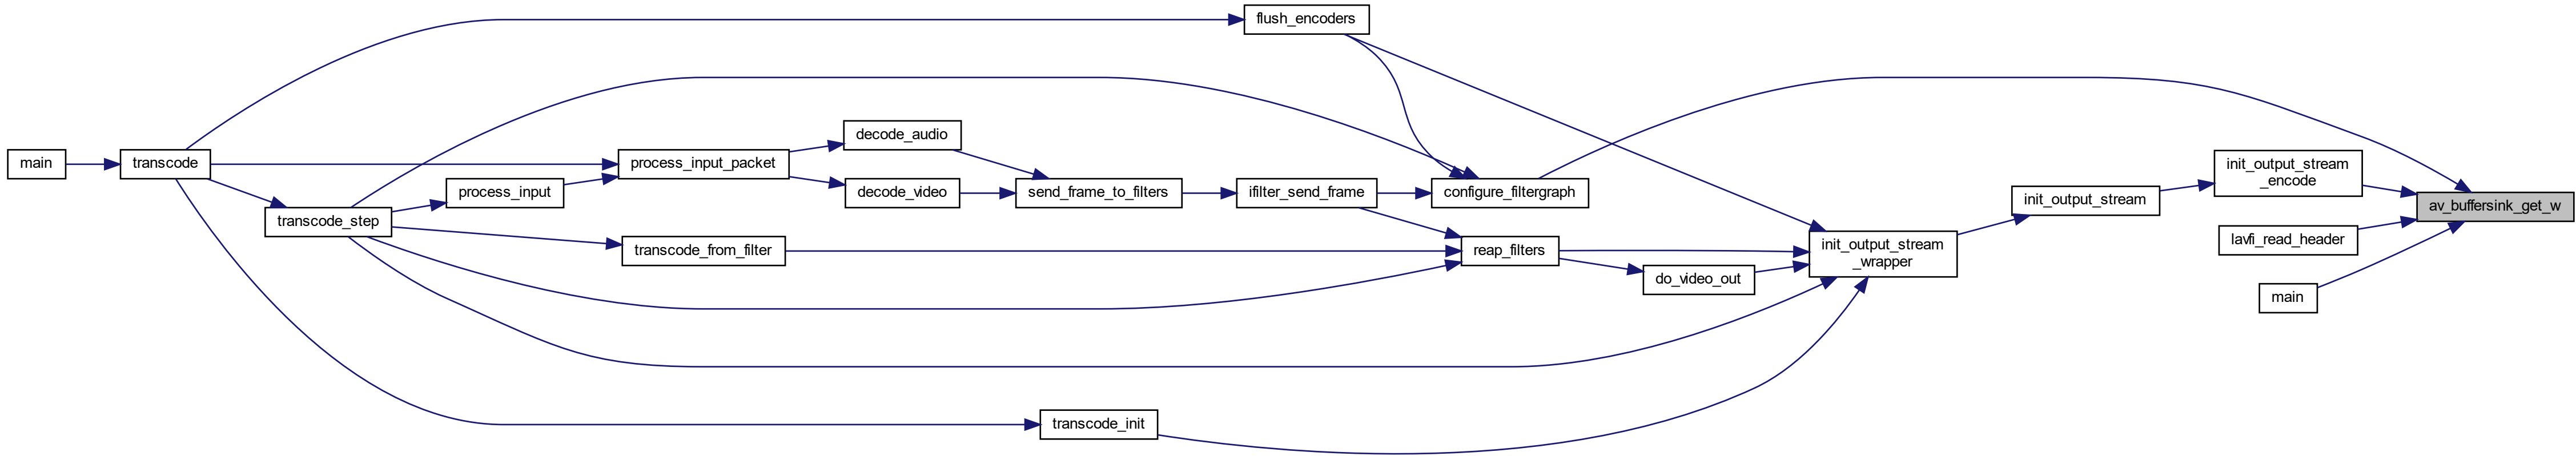 flush_encoders
decode_audio
main
transcode
process_input_packet
init_output_stream
_encode
process_input
decode_video
send_frame_to_filters
ifilter_send_frame
configure_filtergraph
init_output_stream
av_buffersink_get_w
transcode_step
transcode_from_filter
reap_filters
init_output_stream
_wrapper
lavfi_read_header
do_video_out
main
transcode_init